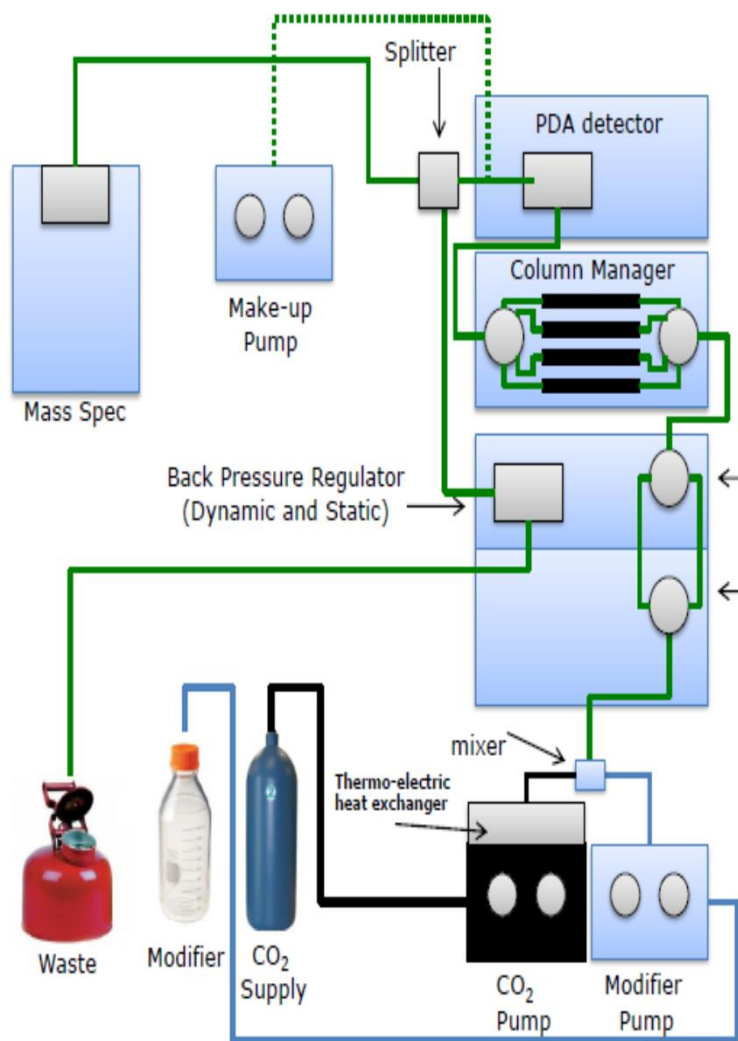 Splitter
PDA detector
Column Manager
Make-up
Pump
Mass Spec
Back Pressure Regulator
(Dynamic and Static)
mixer
Thermo-electric
heat exchanger
Waste
Modifier
CO₂
Supply
CO₂
Pump
Modifier
Pump